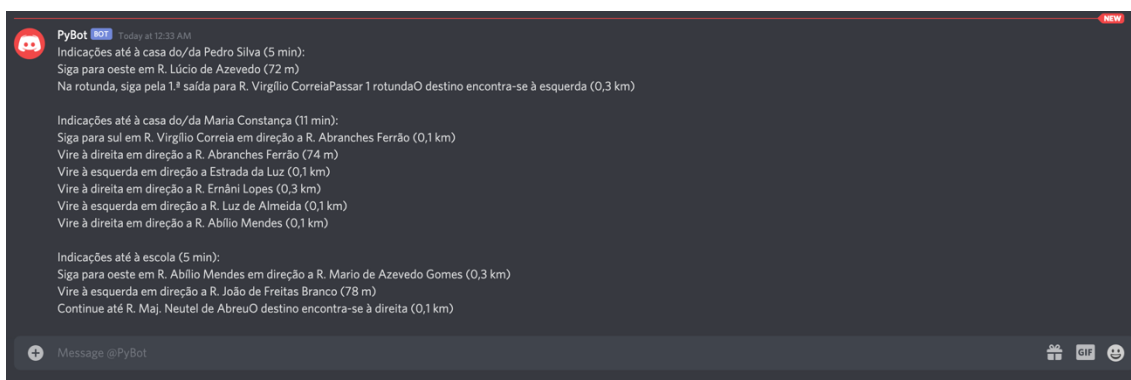 NEW
PyBot BOT Today at 12:33 AM
Indicações até à casa do/da Pedro Silva (5 min):
Siga para oeste em R. Lúcio de Azevedo (72 m)
Na rotunda, siga pela 1.ª saída para R. Virgílio CorreiaPassar 1 rotundaO destino encontra-se à esquerda (0,3 km)
Indicações até à casa do/da Maria Constança (11 min):
Siga para sul em R. Virgílio Correia em direção a R. Abranches Ferrão (0,1 km)
Vire à direita em direção a R. Abranches Ferrão (74 m)
Vire à esquerda em direção a Estrada da Luz (0,1 km)
Vire à direita em direção a R. Ernâni Lopes (0,3 km)
Vire à esquerda em direção a R. Luz de Almeida (0,1 km)
Vire à direita em direção a R. Abílio Mendes (0,1 km)
Indicações até à escola (5 min):
Siga para oeste em R. Abílio Mendes em direção a R. Mario de Azevedo Gomes (0,3 km)
Vire à esquerda em direção a R. João de Freitas Branco (78 m)
Continue até R. Maj. Neutel de AbreuO destino encontra-se à direita (0,1 km)
Message @PyBot
GIF